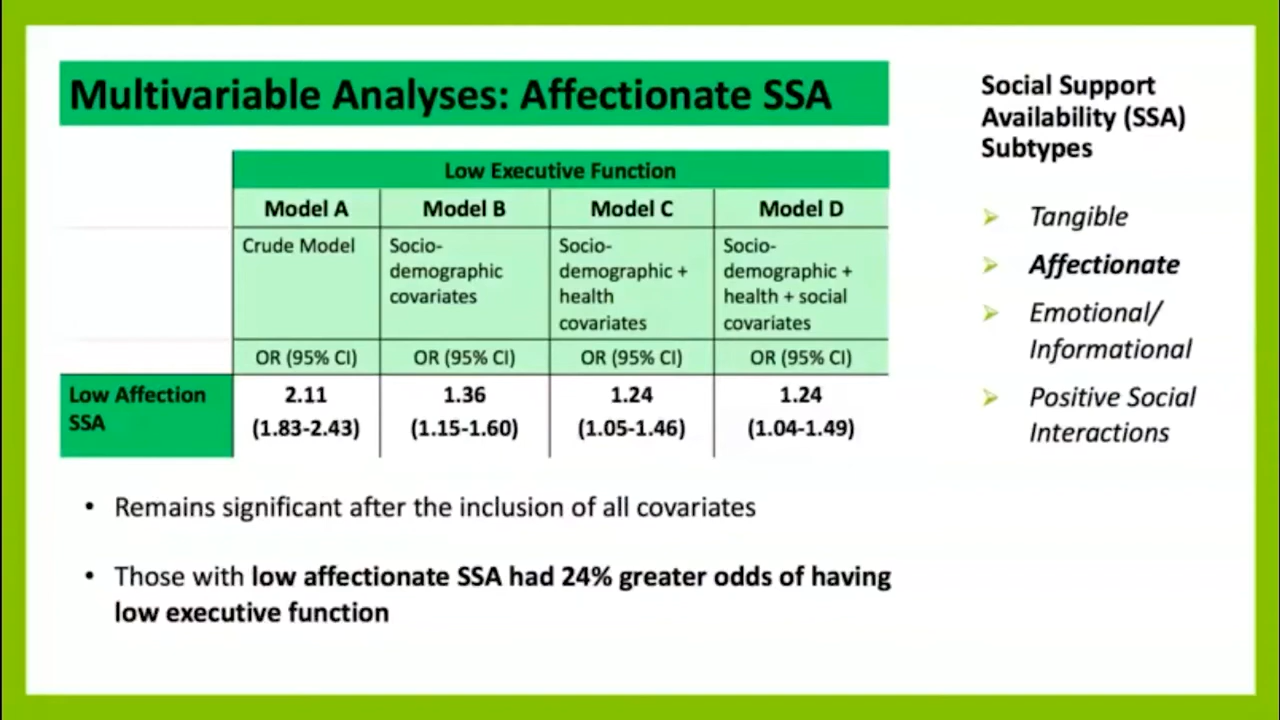 Multivariable Analyses: Affectionate SSA
Low Executive Function
Model A
Model B
Model C
Model D
Crude Model
Socio-
demographic
covariates
Socio-
demographic +
health
covariates
Socio-
demographic +
health + social
covariates
OR (95% CI)
OR (95% CI)
OR (95% CI)
OR (95% CI)
Low Affection
SSA
2.11
(1.83-2.43)
1.36
(1.15-1.60)
1.24
(1.05-1.46)
1.24
(1.04-1.49)
• Remains significant after the inclusion of all covariates
• Those with low affectionate SSA had 24% greater odds of having
low executive function
Social Support
Availability (SSA)
Subtypes
Tangible
Affectionate
Emotional/
Informational
Positive Social
Interactions